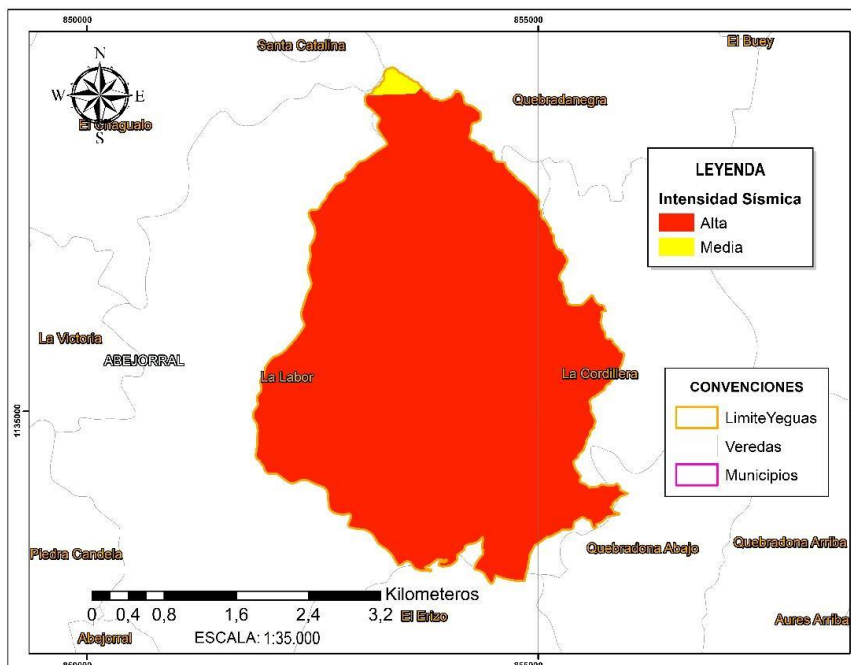 850000
855000
Santa Catalina
El Buey
N
W E
S
El Chagualo
Quebradanegra
LEYENDA
Intensidad Sísmica
Alta
Media
La Victoria
ABEJORRAL
La Labor
La Cordillera
CONVENCIONES
LimiteYeguas
Veredas
Municipios
1135000
Piedra Candela
Quebradona Abajo
Quebradona Arriba
Kilometeros
0 0,4 0,8 1,6 2,4 3,2
El Erizo
Aures Arriba
ESCALA: 1:35.000
Abejorral
850000
855000